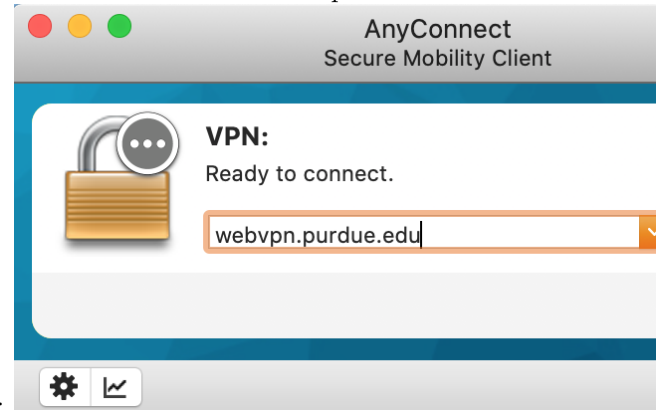 AnyConnect
Secure Mobility Client
VPN:
Ready to connect.
webvpn.purdue.edu